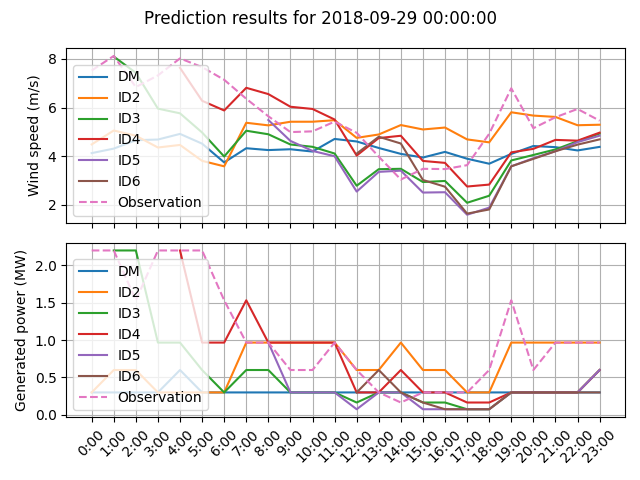 Prediction results for 2018-09-29 00:00:00
Wind speed (m/s)
8
6
4
2
DM
ID2
ID3
ID4
ID5
ID6
Observation
Generated power (MW)
2.0
1.5
1.0
0.5
0.0
DM
ID2
ID3
ID4
ID5
ID6
Observation
0:00 1:00 2:00 3:00 4:00 5:00 6:00 7:00 8:00 9:00 10:00 11:00 12:00 13:00 14:00 15:00 16:00 17:00 18:00 19:00 20:00 21:00 22:00 23:00